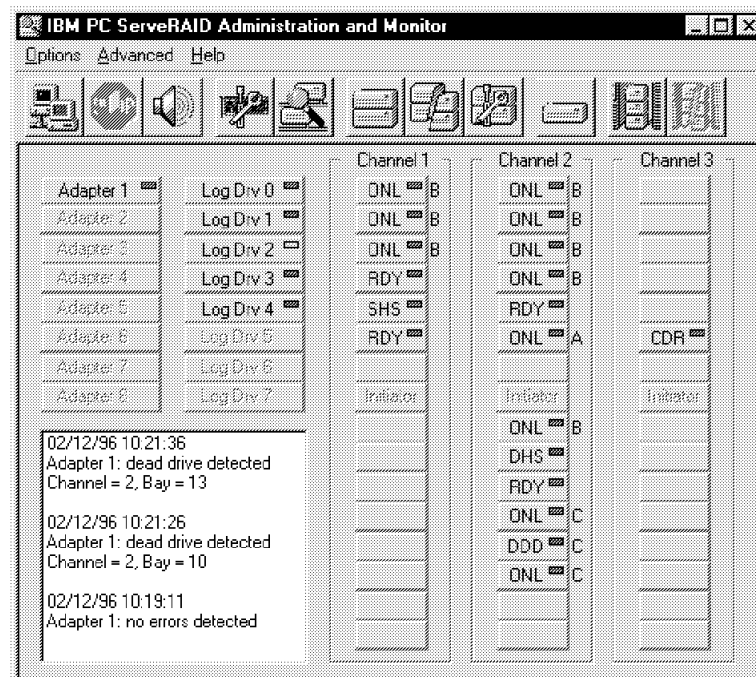 IBM PC ServeRAID Administration and Monitor
Options Advanced Help
Channel 1 Channel 2 Channel 3
Adapter 1 Log Drv 0 ONL B ONL B
Adapter 2 Log Drv 1 ONL B ONL B
Adapter 3 Log Drv 2 ONL B ONL B
Adapter 4 Log Drv 3 RDY ONL B
Adapter 5 Log Drv 4 SHS RDY
Adapter 6 Log Drv 5 RDY ONL A CDR
Adapter 7 Log Drv 6
Adapter 8 Log Drv 7 Initiator Initiator Initiator
ONL B
DHS
RDY
ONL C
DDD C
ONL C
02/12/96 10:21:36
Adapter 1: dead drive detected
Channel = 2, Bay = 13
02/12/96 10:21:26
Adapter 1: dead drive detected
Channel = 2, Bay = 10
02/12/96 10:19:11
Adapter 1: no errors detected